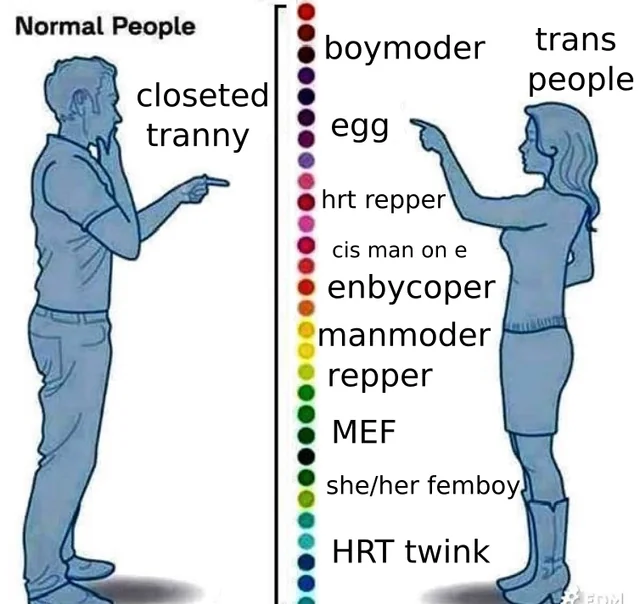 Normal People
closeted
tranny
boymoder
egg
hrt repper
cis man on e
enbycoper
manmoder
repper
MEF
she/her femboy
HRT twink
trans
people